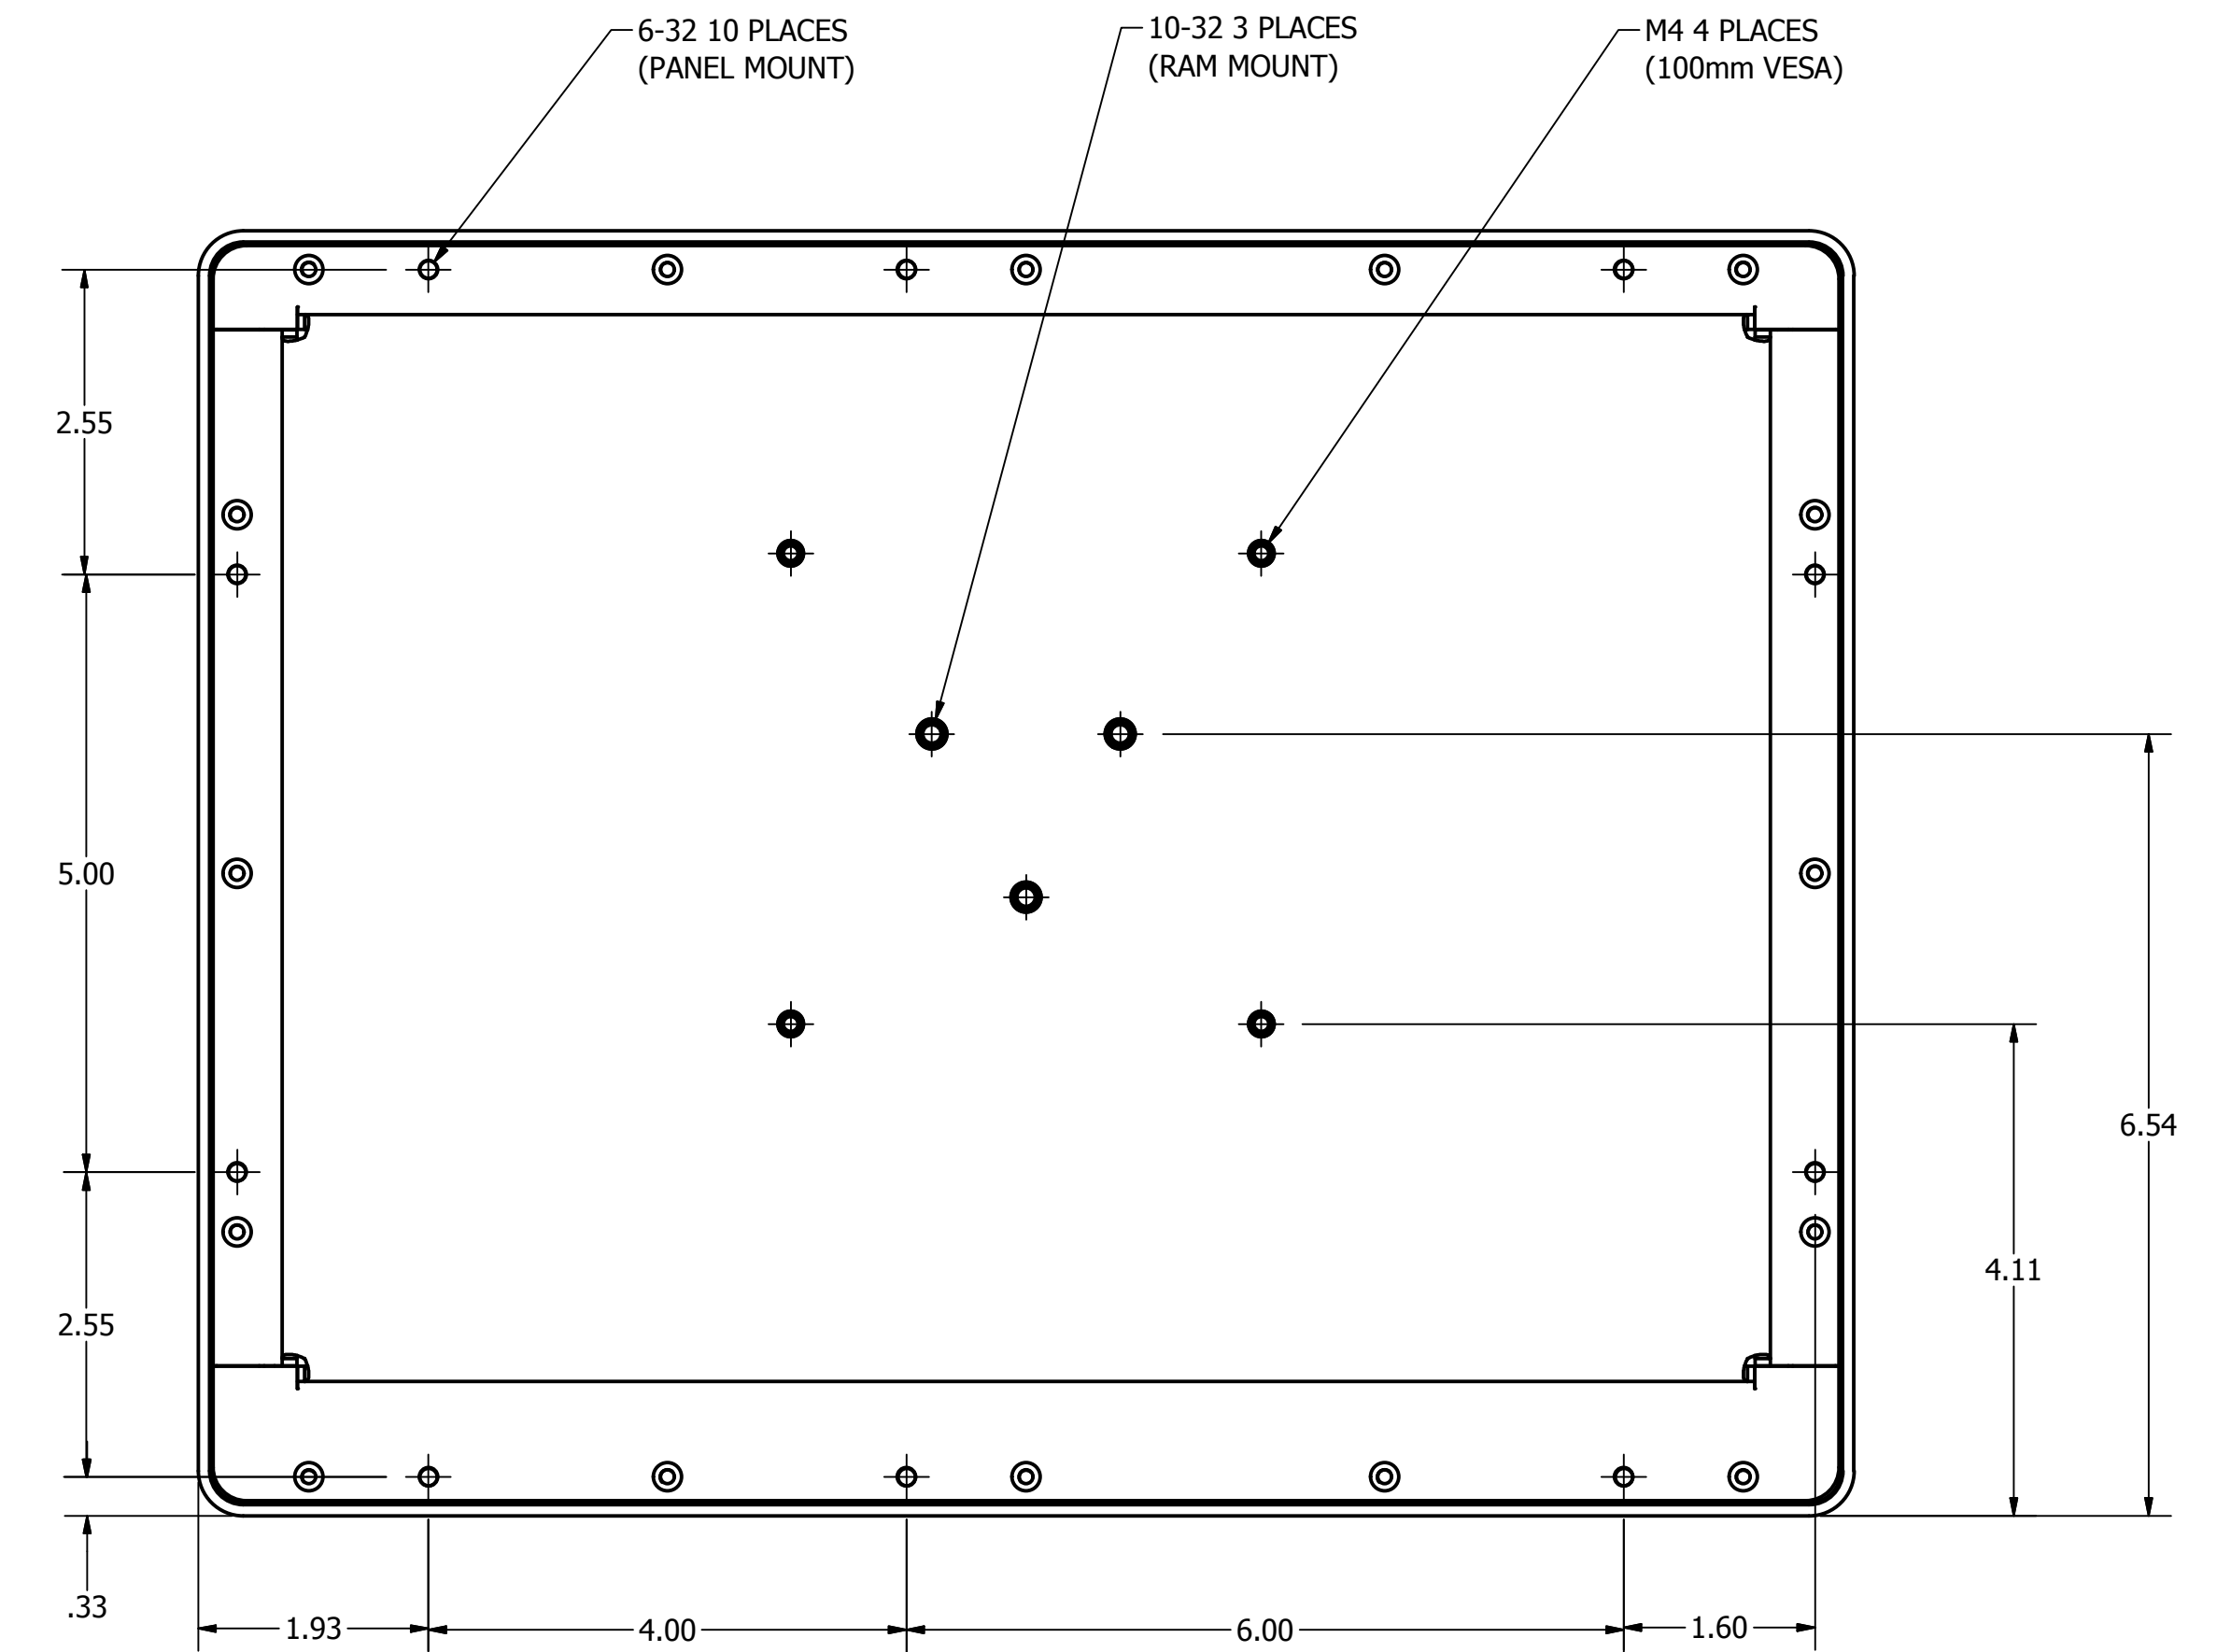 6-32 10 PLACES
(PANEL MOUNT)
10-32 3 PLACES
(RAM MOUNT)
M4 4 PLACES
(100mm VESA)
2.55
5.00
6.54
4.11
2.55
.33
1.93
4.00
6.00
1.60